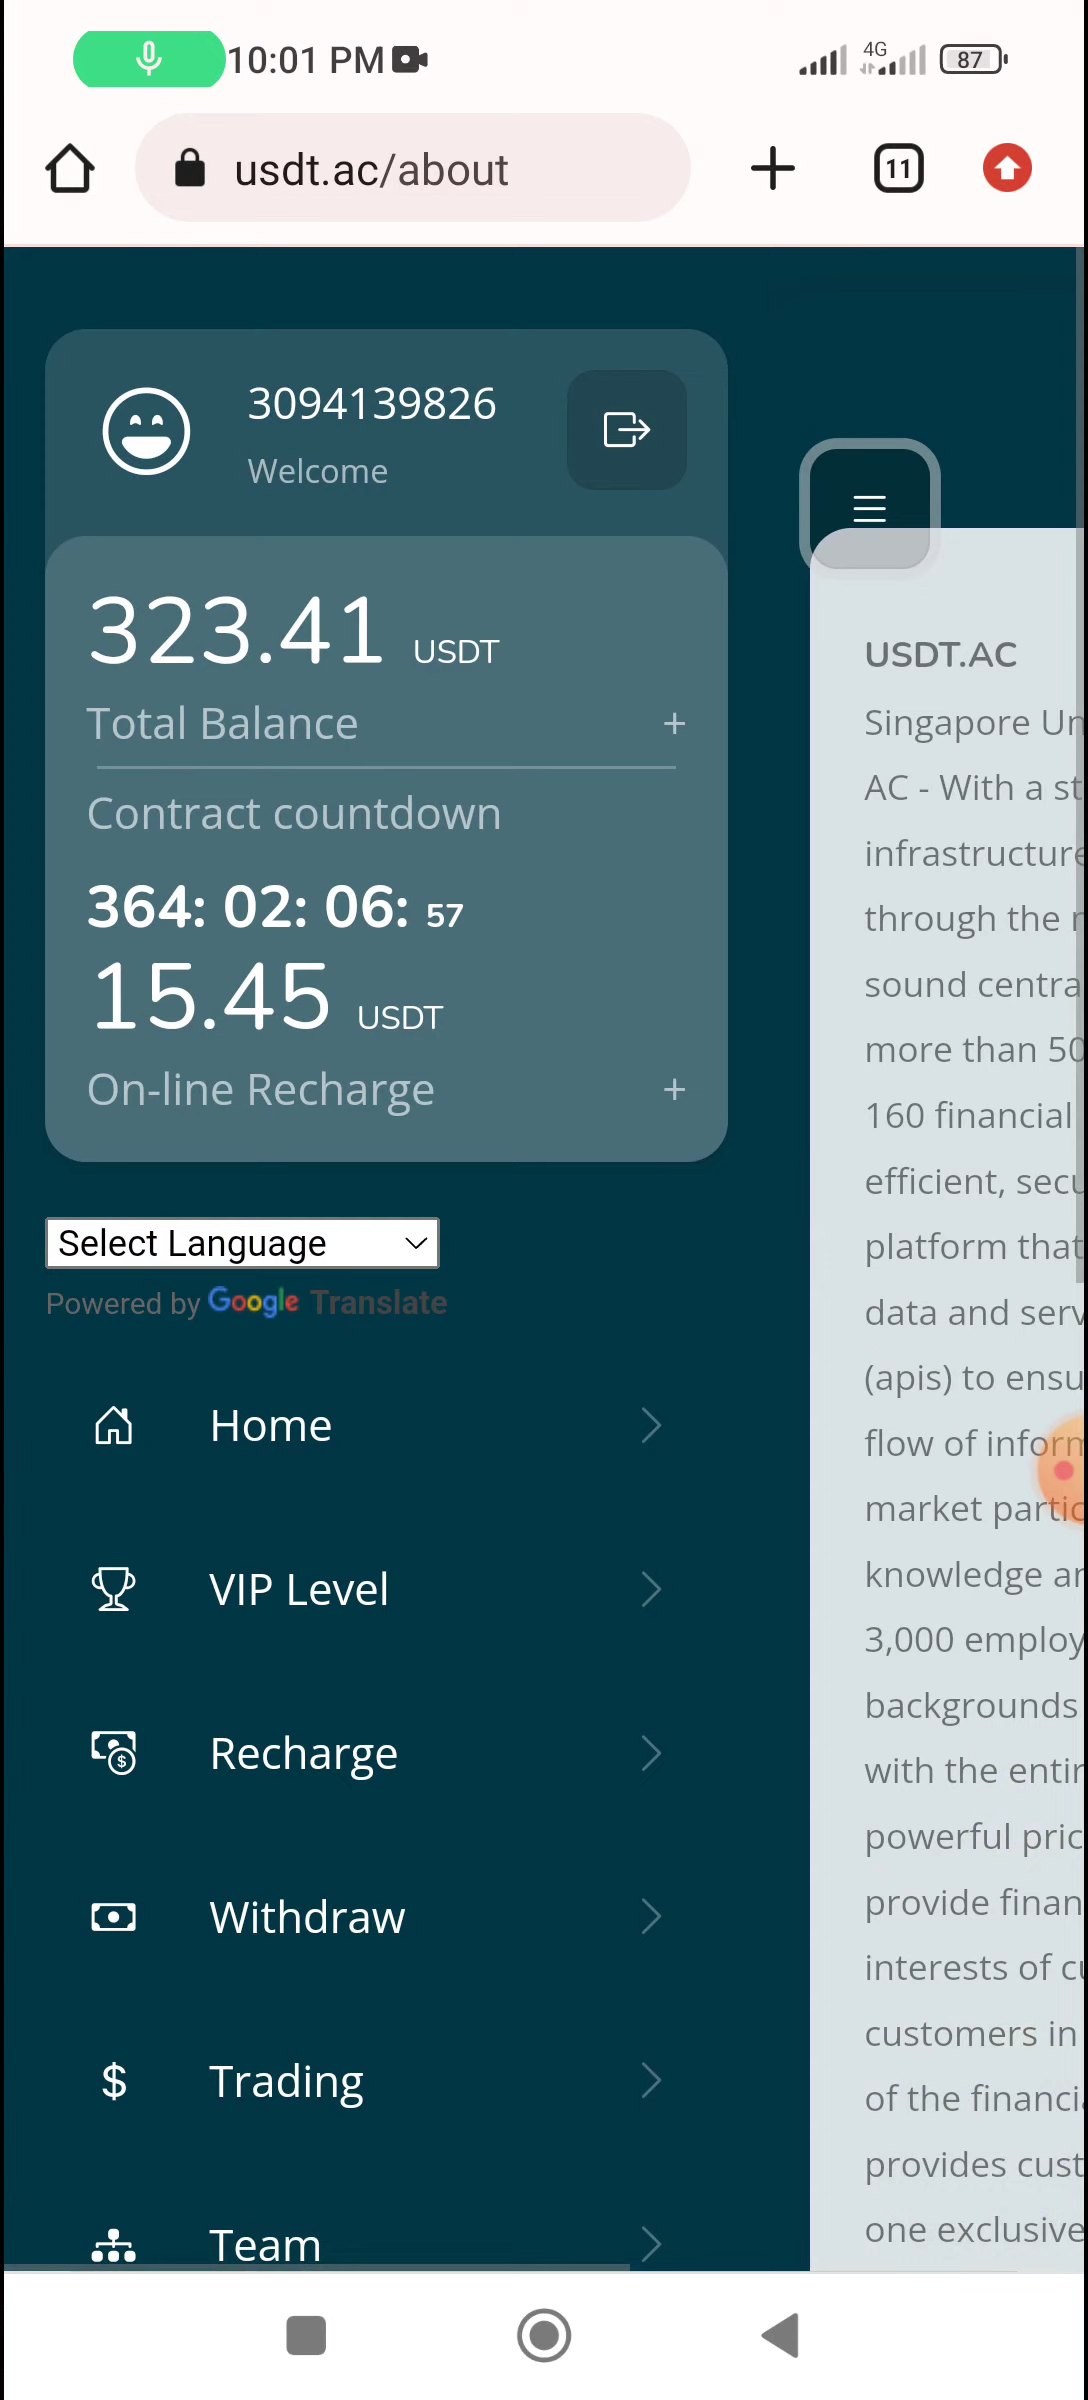 10:01 PM
4G
87
usdt.ac/about
11
3094139826
Welcome
323.41 USDT
Total Balance +
Contract countdown
364: 02: 06: 57
15.45 USDT
On-line Recharge +
Select Language
Powered by Google Translate
Home
VIP Level
Recharge
Withdraw
Trading
Team
USDT.AC
Singapore Un
AC - With a st
infrastructure
through the
sound centra
more than 50
160 financial
efficient, secu
platform that
data and serv
(apis) to ensu
flow of inform
market partic
knowledge an
3,000 employ
backgrounds
with the entir
powerful pric
provide finan
interests of cu
customers in
of the financia
provides cust
one exclusive